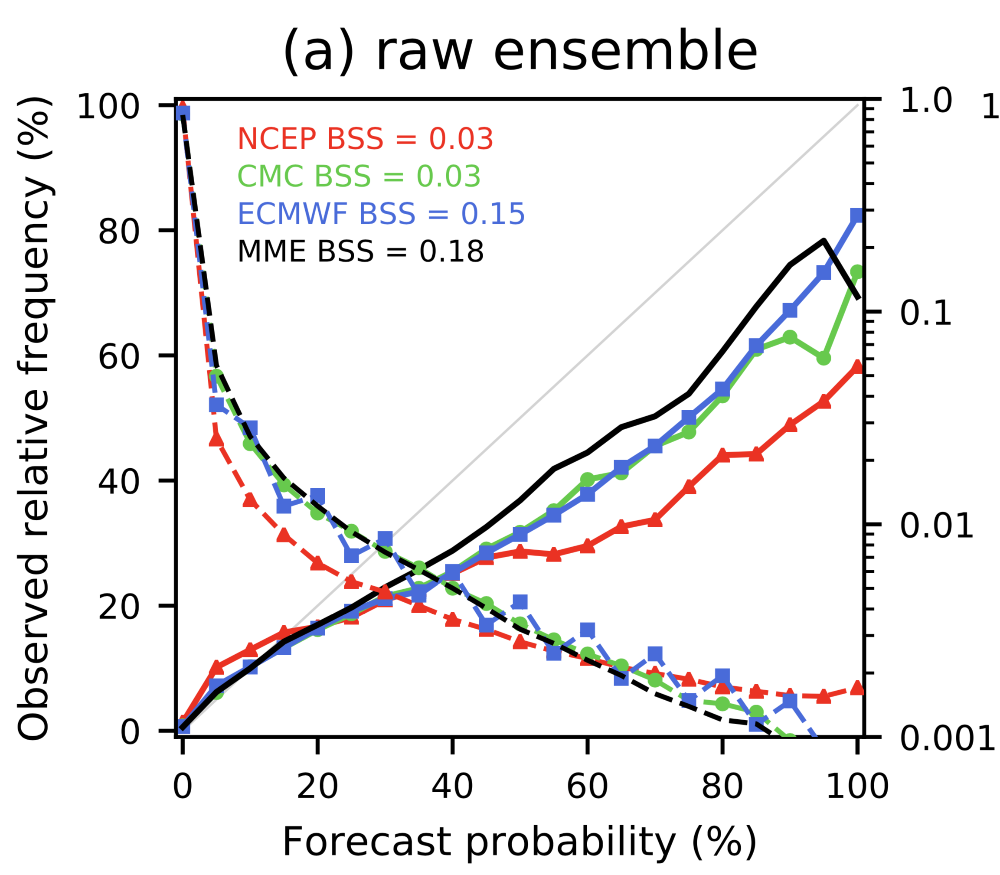 (a) raw ensemble
Observed relative frequency (%)
100
80
60
40
20
0
NCEP BSS = 0.03
CMC BSS = 0.03
ECMWF BSS = 0.15
MME BSS = 0.18
1.0
0.1
0.01
0.001
1
0 20 40 60 80 100
Forecast probability (%)